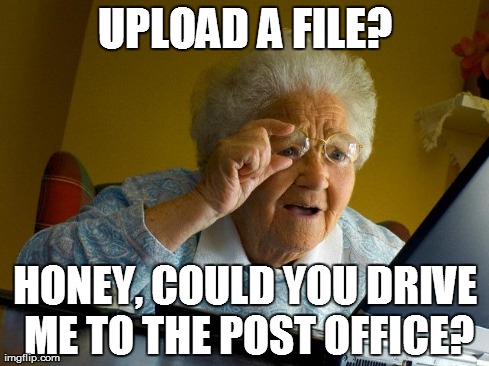 UPLOAD A FILE?
HONEY, COULD YOU DRIVE
ME TO THE POST OFFICE?
imgflip.com